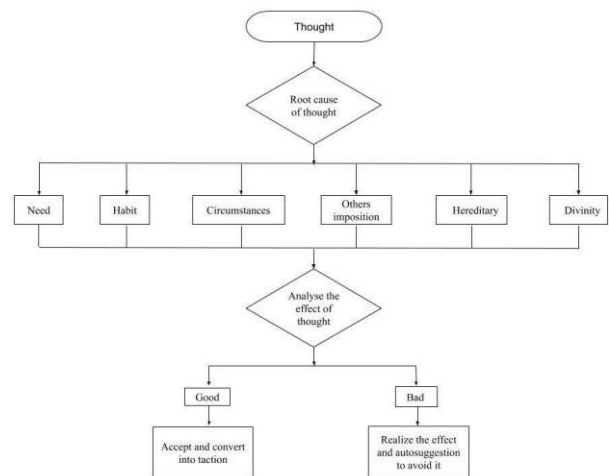 Thought
Root cause
of thought
Need
Habit
Circumstances
Others
imposition
Hereditary
Divinity
Analyse the
effect of
thought
Good
Bad
Accept and convert
into taction
Realize the effect
and autosuggestion
to avoid it